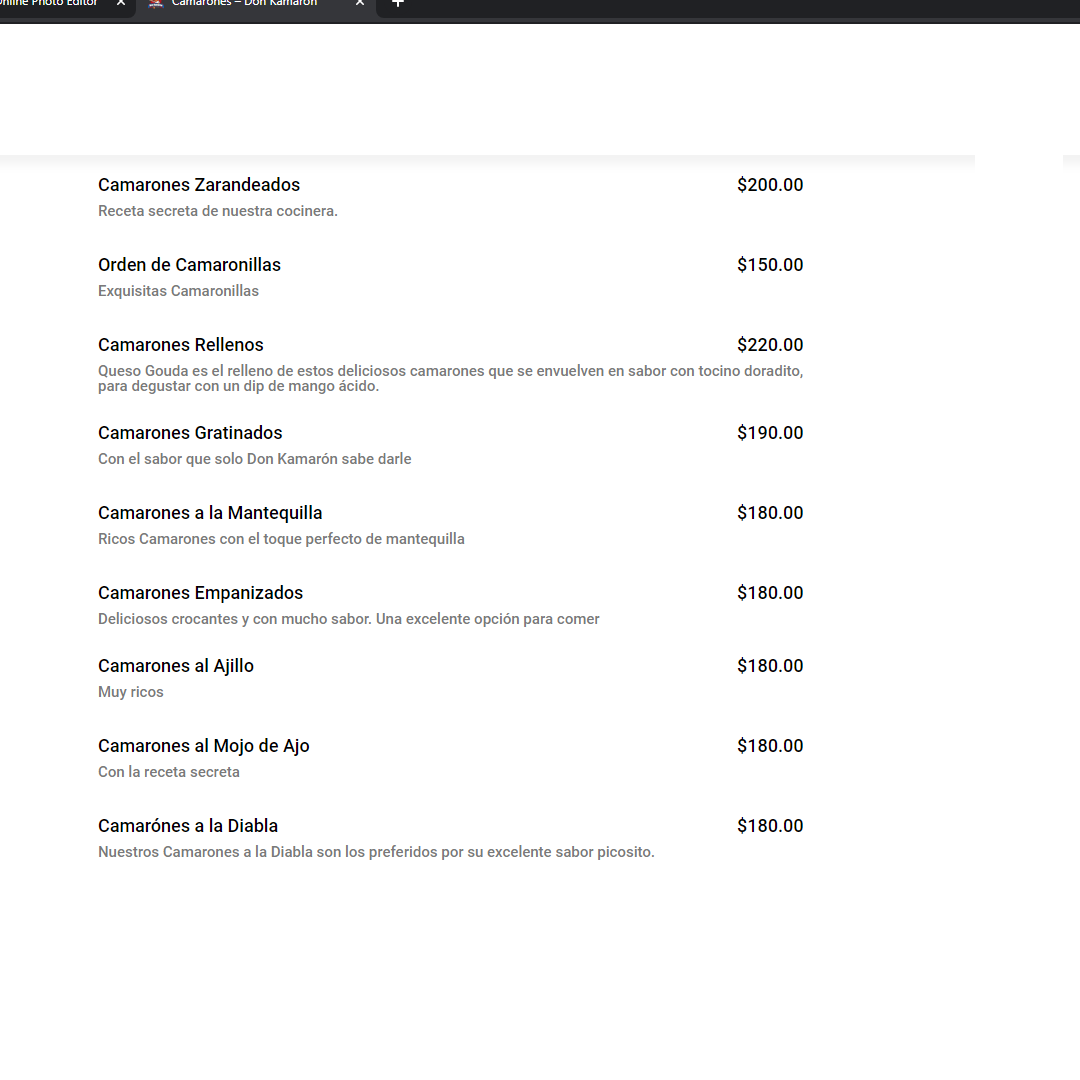 Online Photo Editor
Camarones – Don Kamarón
Camarones Zarandeados $200.00
Receta secreta de nuestra cocinera.
Orden de Camaronillas $150.00
Exquisitas Camaronillas
Camarones Rellenos $220.00
Queso Gouda es el relleno de estos deliciosos camarones que se envuelven en sabor con tocino doradito,
para degustar con un dip de mango ácido.
Camarones Gratinados $190.00
Con el sabor que solo Don Kamarón sabe darle
Camarones a la Mantequilla $180.00
Ricos Camarones con el toque perfecto de mantequilla
Camarones Empanizados $180.00
Deliciosos crocantes y con mucho sabor. Una excelente opción para comer
Camarones al Ajillo $180.00
Muy ricos
Camarones al Mojo de Ajo $180.00
Con la receta secreta
Camarónes a la Diabla $180.00
Nuestros Camarones a la Diabla son los preferidos por su excelente sabor picosito.